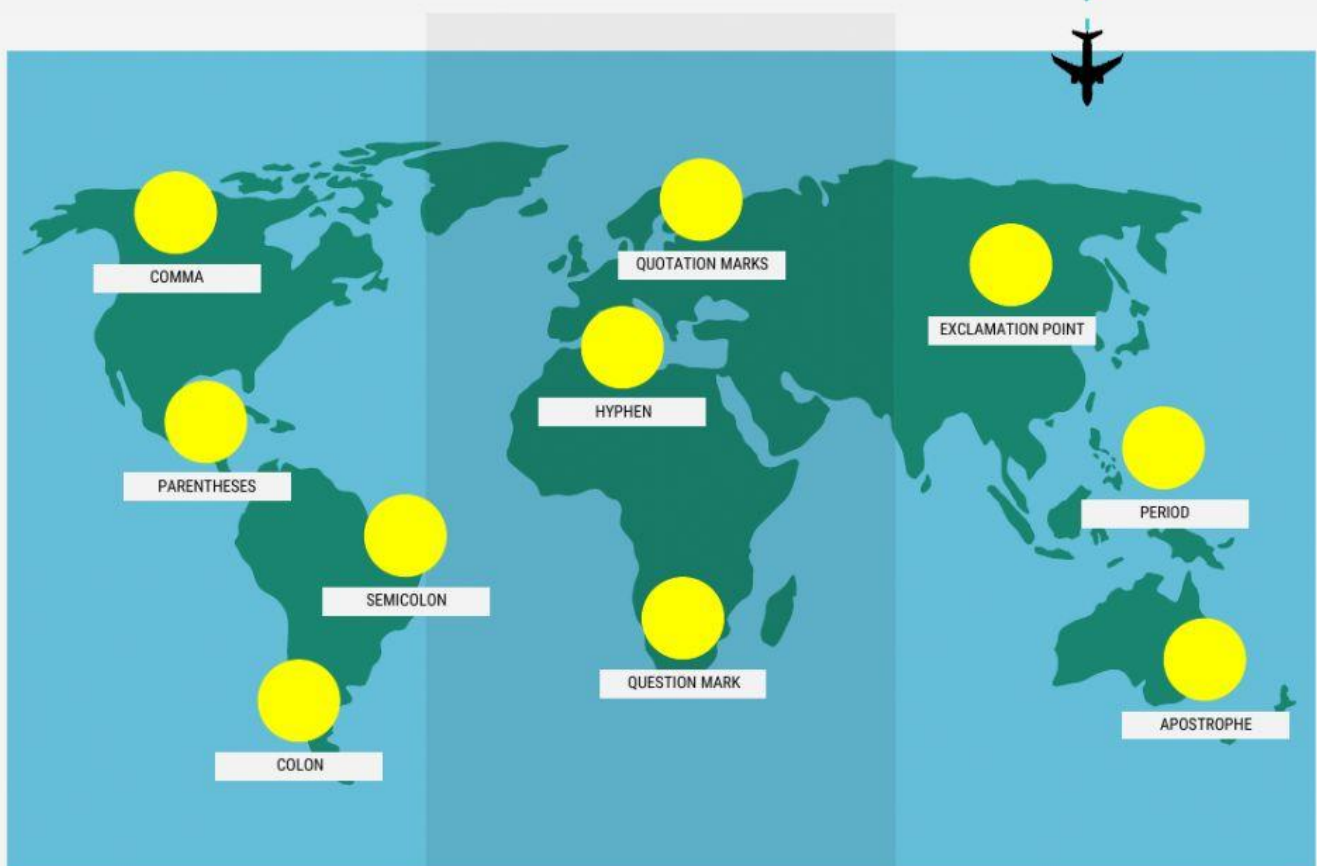 COMMA
QUOTATION MARKS
EXCLAMATION POINT
HYPHEN
PARENTHESES
PERIOD
SEMICOLON
QUESTION MARK
APOSTROPHE
COLON